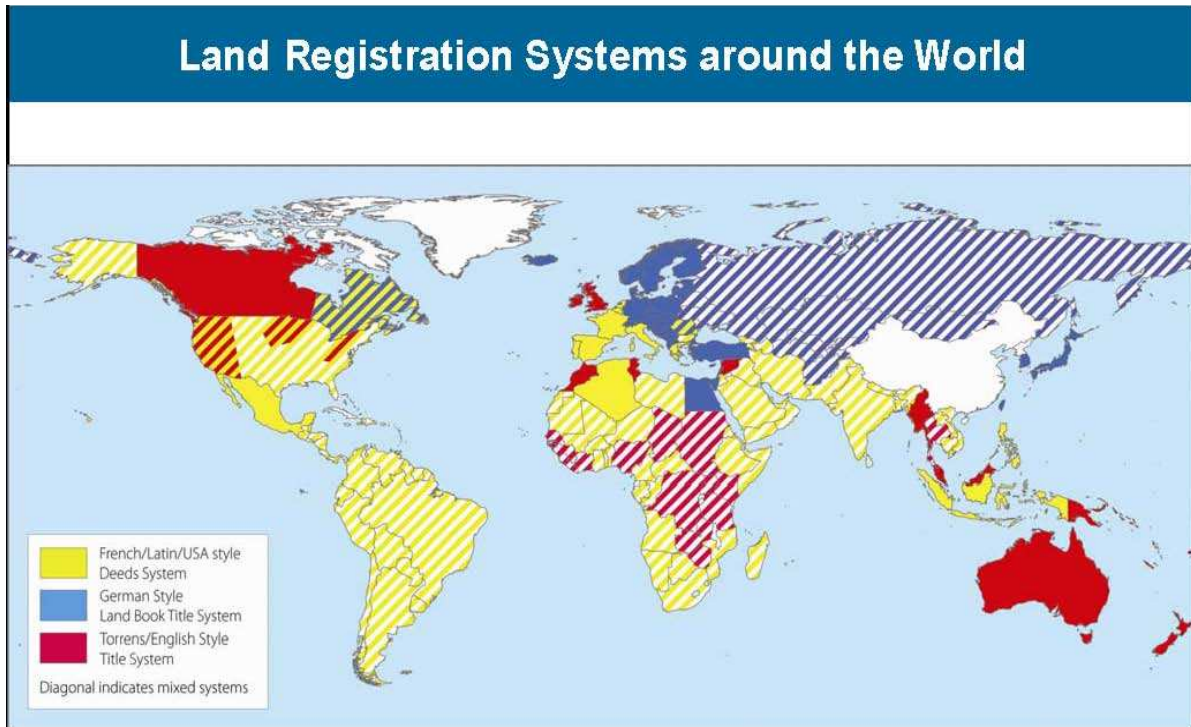 Land Registration Systems around the World
French/Latin/USA style
Deeds System
German Style
Land Book Title System
Torrens/English Style
Title System
Diagonal indicates mixed systems